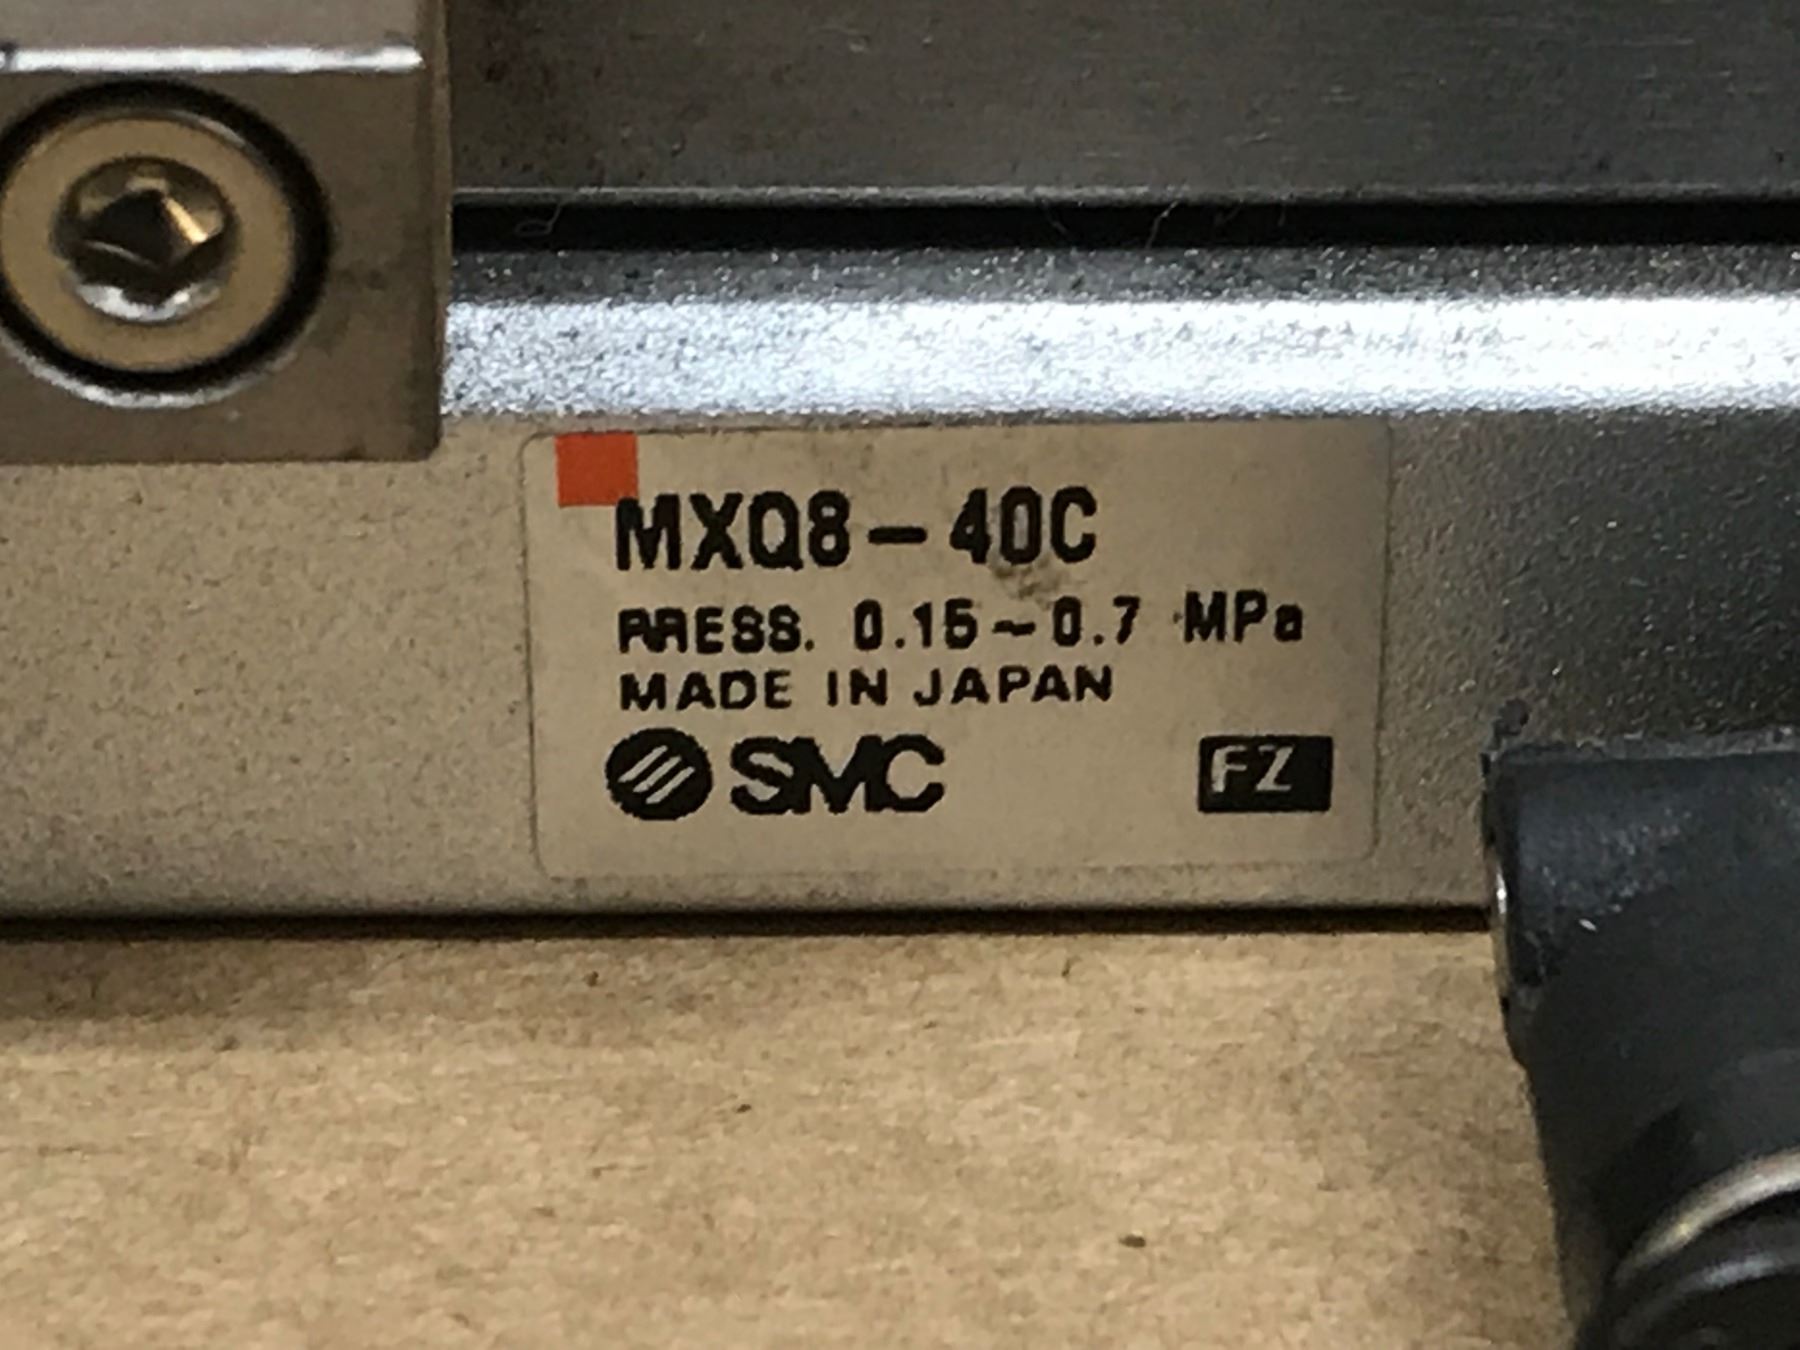 MXQ8-40C
PRESS. 0.15~0.7 MPa
MADE IN JAPAN
SMC FZ